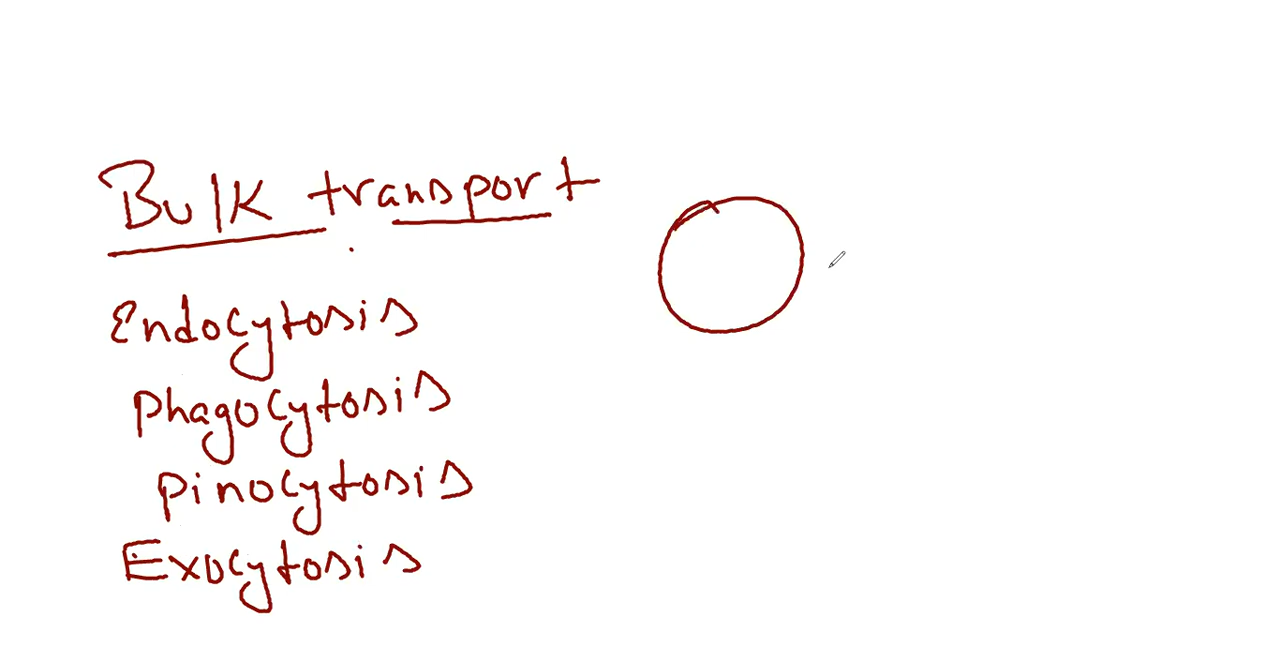 Bulk transport
Endocytosis
Phagocytosis
Pinocytosis
Exocytosis